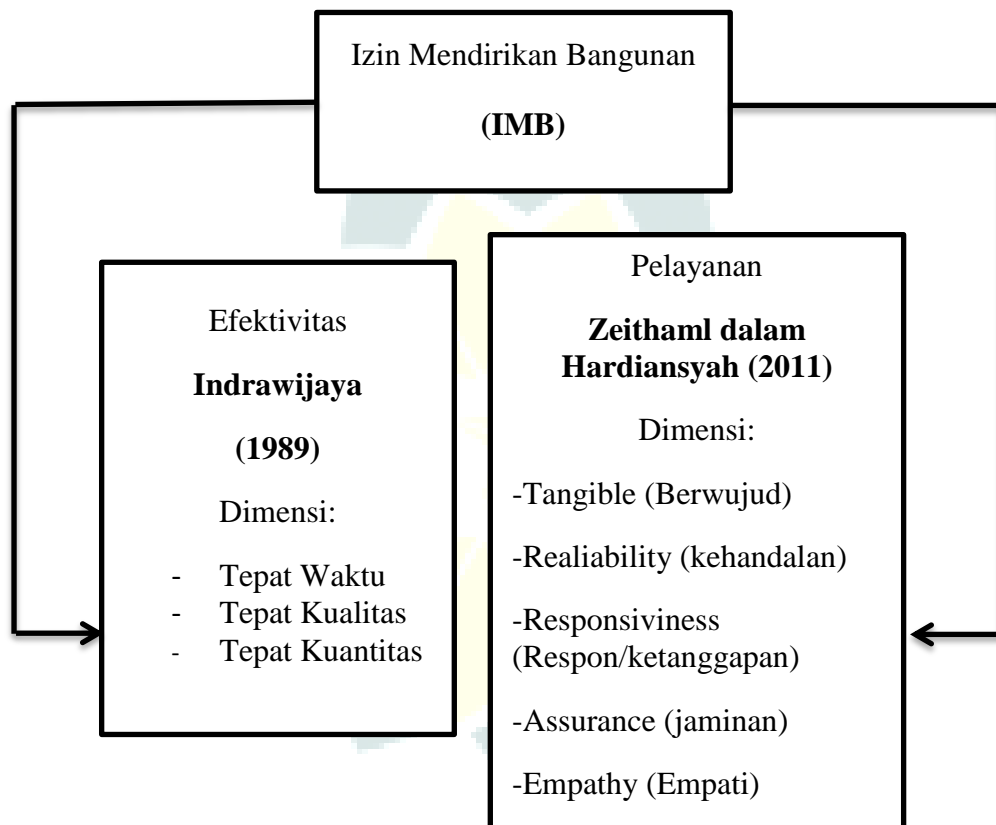 Izin Mendirikan Bangunan
(IMB)
Efektivitas
Indrawijaya
(1989)
Dimensi:
- Tepat Waktu
- Tepat Kualitas
- Tepat Kuantitas
Pelayanan
Zeithaml dalam
Hardiansyah (2011)
Dimensi:
-Tangible (Berwujud)
-Realiability (kehandalan)
-Responsiviness
(Respon/ketanggapan)
-Assurance (jaminan)
-Empathy (Empati)